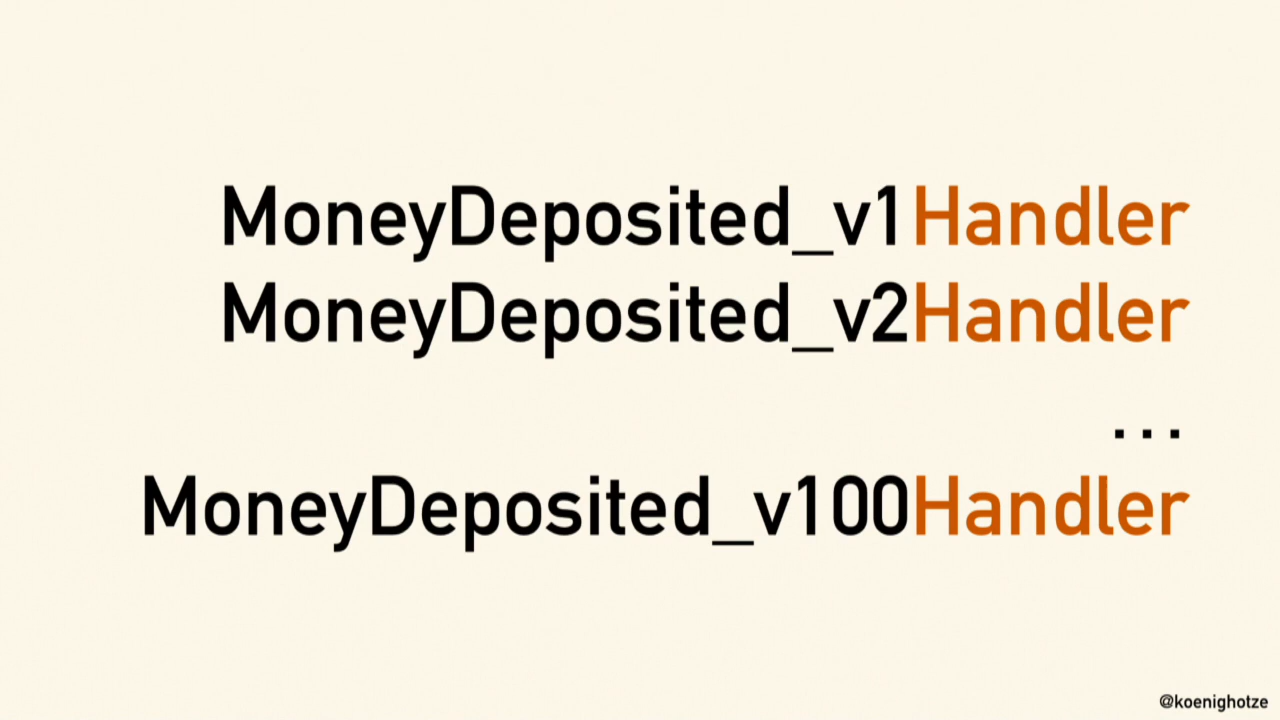 MoneyDeposited_v1Handler
MoneyDeposited_v2Handler
...
MoneyDeposited_v100Handler
@koenighotze